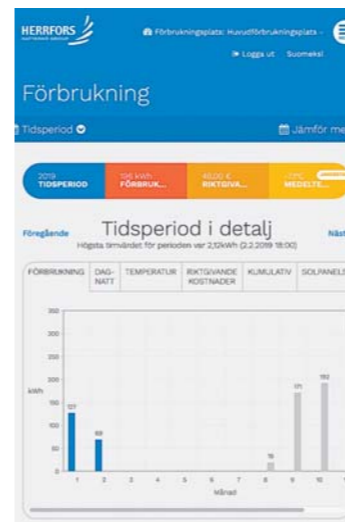 HERRFORS
Förbrukningsplats: Huvudförbrukningsplats -
Logga ut Suomeksi
Förbrukning
Tidsperiod
Jämför me
2019
TIDSPERIOD
196 kWh
FÖRBRUK...
RIKTGIVA...
MEDELTE...
Föregående
Tidsperiod i detalj
Näst
Högsta timvärdet för perioden var 2,12kWh (2.2.2019 18:00)
FÖRBRUKNING
DAG-
NATT
TEMPERATUR
RIKTGIVANDE
KOSTNADER
KUMULATIV
SOLPANELS
350
300
250
200
150
100
50
0
kWh
127
69
19
171
192
1 2 3 4 5 6 7 8 9 10
Månad